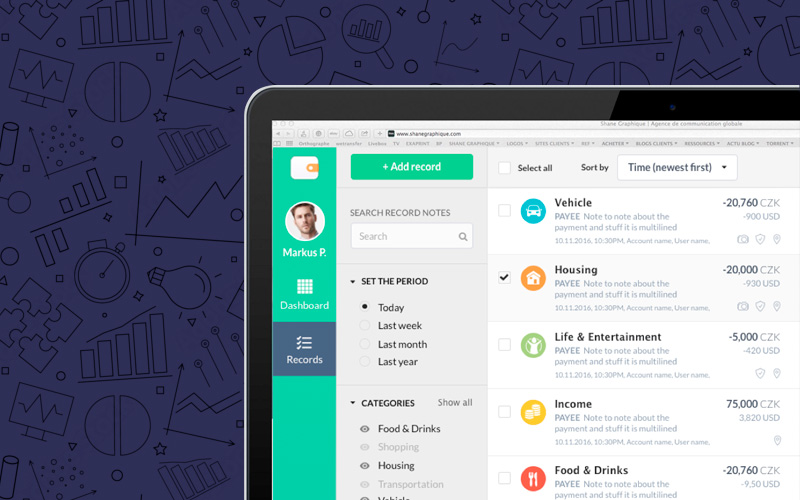 Shane Graphique | Agence de communication globale
www.shanegraphique.com
Orthographe wetransfer Livebox TV EXAPRINT BP SHANE GRAPHIQUE LOGOS SITES CLIENTS REF ACHETER BLOGS CLIENTS RESSOURCES ACTU BLOG TORRENT
+ Add record
Select all
Sort by
Time (newest first)
Markus P.
Dashboard
Records
SEARCH RECORD NOTES
Search
SET THE PERIOD
Today
Last week
Last month
Last year
CATEGORIES
Show all
Food & Drinks
Shopping
Housing
Transportation
Vehicle
Vehicle
-20,760 CZK
PAYEE Note to note about the
-900 USD
payment and stuff it is multilined
10.11.2016, 10:30PM, Account name, User name,
Housing
-20,000 CZK
PAYEE Note to note about the
-930 USD
payment and stuff it is multilined
10.11.2016, 10:30PM, Account name, User name,
Life & Entertainment
-5,000 CZK
PAYEE Note to note about the
-420 USD
payment and stuff it is multilined
10.11.2016, 10:30PM, Account name, User name,
Income
75,000 CZK
PAYEE Note to note about the
3,820 USD
payment and stuff it is multilined
10.11.2016, 10:30PM, Account name, User name,
Food & Drinks
-20,760 CZK
PAYEE Note to note about the
-9,50 USD